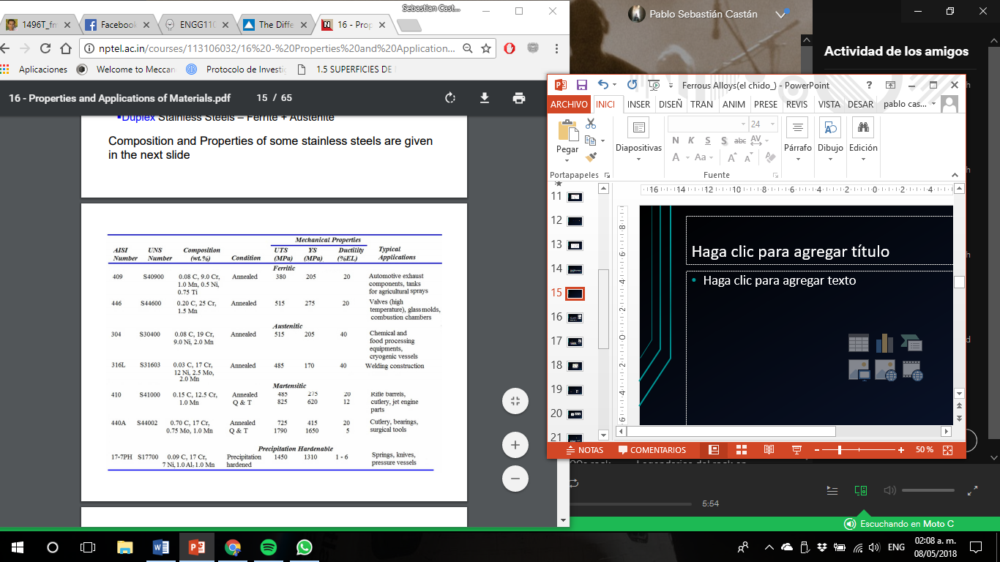 Sebastian Cast...
1496T_fm
Facebook
ENGG110
The Differe
16 - Prope
nptel.ac.in/courses/113106032/16%20-%20Properties%20and%20Application...
Aplicaciones
Welcome to Meccan
Protocolo de Investig
1.5 SUPERFICIES DE
16 - Properties and Applications of Materials.pdf
15 / 65
Duplex Stainless Steels – Ferrite + Austenite
Composition and Properties of some stainless steels are given
in the next slide
Mechanical Properties
AISI UNS Composition UTS YS Ductility Typical
Number Number (wt.%) Condition (MPa) (MPa) (%EL) Applications
Ferritic
409 S40900 0.08 C, 9.0 Cr, Annealed 380 205 20 Automotive exhaust
1.0 Mn, 0.5 Ni, components, tanks
0.75 Ti for agricultural sprays
446 S44600 0.20 C, 25 Cr, Annealed 515 275 20 Valves (high
1.5 Mn temperature), glass molds,
combustion chambers
Austenitic
304 S30400 0.08 C, 19 Cr, Annealed 515 205 40 Chemical and
9.0 Ni, 2.0 Mn food processing
equipments,
cryogenic vessels
316L S31603 0.03 C, 17 Cr, Annealed 485 170 40 Welding construction
12 Ni, 2.5 Mo,
2.0 Mn
Martensitic
410 S41000 0.15 C, 12.5 Cr, Annealed 485 275 20 Rifle barrels,
1.0 Mn Q & T 825 620 12 cutlery, jet engine
parts
440A S44002 0.70 C, 17 Cr, Annealed 725 415 20 Cutlery, bearings,
0.75 Mo, 1.0 Mn Q & T 1790 1650 5 surgical tools
Precipitation Hardenable
17-7PH S17700 0.09 C, 17 Cr, Precipitation 1450 1310 1 - 6 Springs, knives,
7 Ni, 1.0 Al, 1.0 Mn hardened pressure vessels
Pablo Sebastián Castán
Actividad de los amigos
Ferrous Alloys(el chido_) - PowerPoint
ARCHIVO INICI INSER DISEÑ TRAN ANIM PRESE REVIS VISTA DESAR pablo cas...
24
Pegar
N K S S abc AV
A Aa A A
Diapositivas
Párrafo
Dibujo
Edición
Portapapeles
Fuente
16 14 12 10 8 6 4 2 0 2 4
8 6 4 2 0 2 4 6
11
12
13
14
15
16
17
18
19
20
21
Haga clic para agregar título
• Haga clic para agregar texto
NOTAS
COMENTARIOS
50 %
5:54
Escuchando en Moto C
ENG
02:08 a. m.
08/05/2018